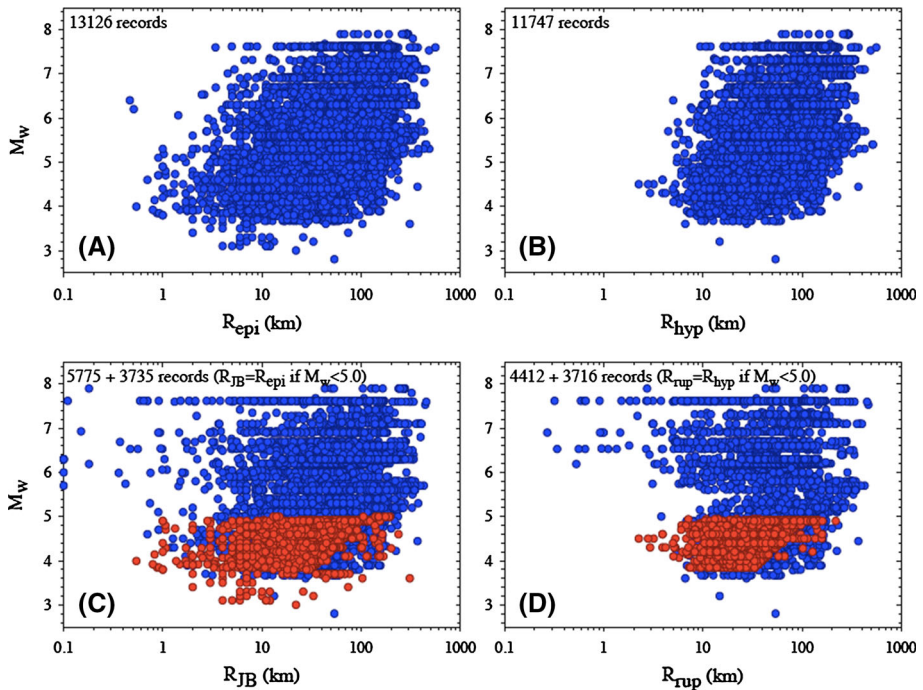 13126 records
8
7
6
5
4
3
Mw
(A)
0.1 1 10 100 1000
Repi (km)
11747 records
8
7
6
5
4
3
(B)
0.1 1 10 100 1000
Rhyp (km)
5775 + 3735 records (RJB=Repi if Mw<5.0)
8
7
6
5
4
3
Mw
(C)
0.1 1 10 100 1000
RJB (km)
4412 + 3716 records (Rrup=Rhyp if Mw<5.0)
8
7
6
5
4
3
(D)
0.1 1 10 100 1000
Rrup (km)